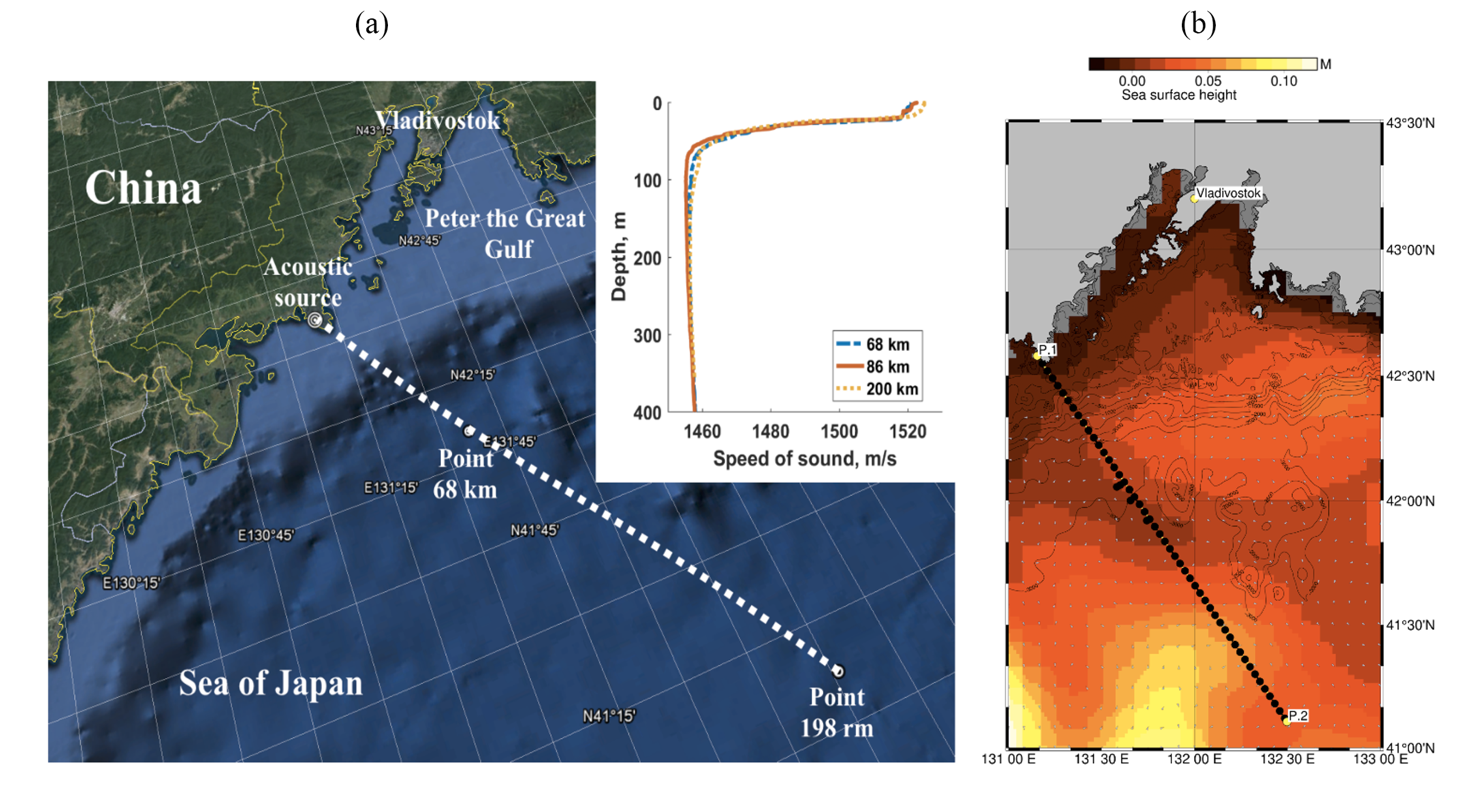 (a)
(b)
China
Vladivostok
N43°15
Peter the Great
Gulf
N42°45'
Acoustic
source
N42°15'
E131°45'
Point
68 km
E131°15'
N41°45'
E130°45'
E130°15'
Sea of Japan
N41°15'
Point
198 rm
0
100
200
300
400
Depth, m
1460 1480 1500 1520
Speed of sound, m/s
68 km
86 km
200 km
M
0.00 0.05 0.10
Sea surface height
43°30'N
Vladivostok
43°00'N
P.1
42°30'N
42°00'N
41°30'N
P.2
41°00'N
131 00 E 131 30 E 132 00 E 132 30 E 133 00 E